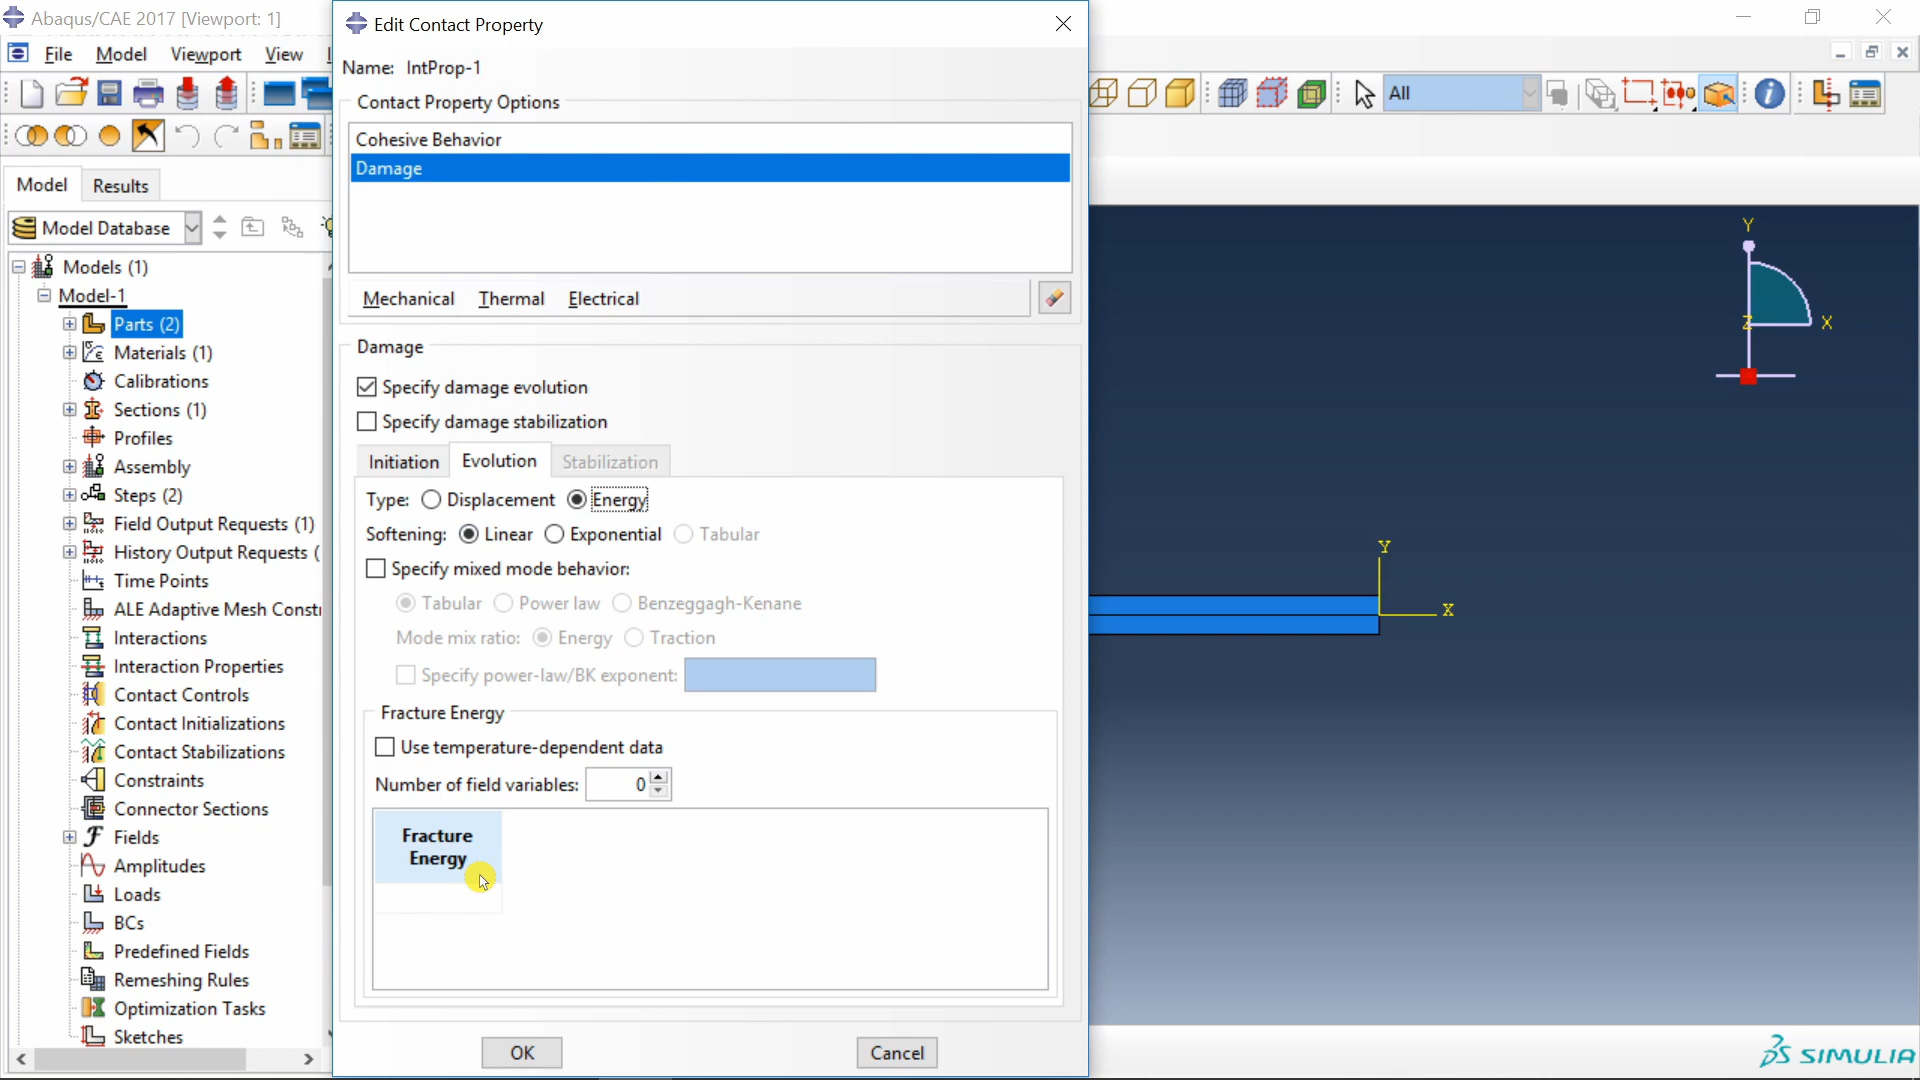 Abaqus/CAE 2017 [Viewport: 1]
File Model Viewport View
All
Model Results
Model Database
Models (1)
Model-1
Parts (2)
Materials (1)
Calibrations
Sections (1)
Profiles
Assembly
Steps (2)
Field Output Requests (1)
History Output Requests (
Time Points
ALE Adaptive Mesh Constr
Interactions
Interaction Properties
Contact Controls
Contact Initializations
Contact Stabilizations
Constraints
Connector Sections
Fields
Amplitudes
Loads
BCs
Predefined Fields
Remeshing Rules
Optimization Tasks
Sketches
Edit Contact Property
Name: IntProp-1
Contact Property Options
Cohesive Behavior
Damage
Mechanical Thermal Electrical
Damage
Specify damage evolution
Specify damage stabilization
Initiation Evolution Stabilization
Type: Displacement Energy
Softening: Linear Exponential Tabular
Specify mixed mode behavior:
Tabular Power law Benzeggagh-Kenane
Mode mix ratio: Energy Traction
Specify power-law/BK exponent:
Fracture Energy
Use temperature-dependent data
Number of field variables: 0
Fracture
Energy
OK Cancel
Y
Z X
Y
X
SIMULIA